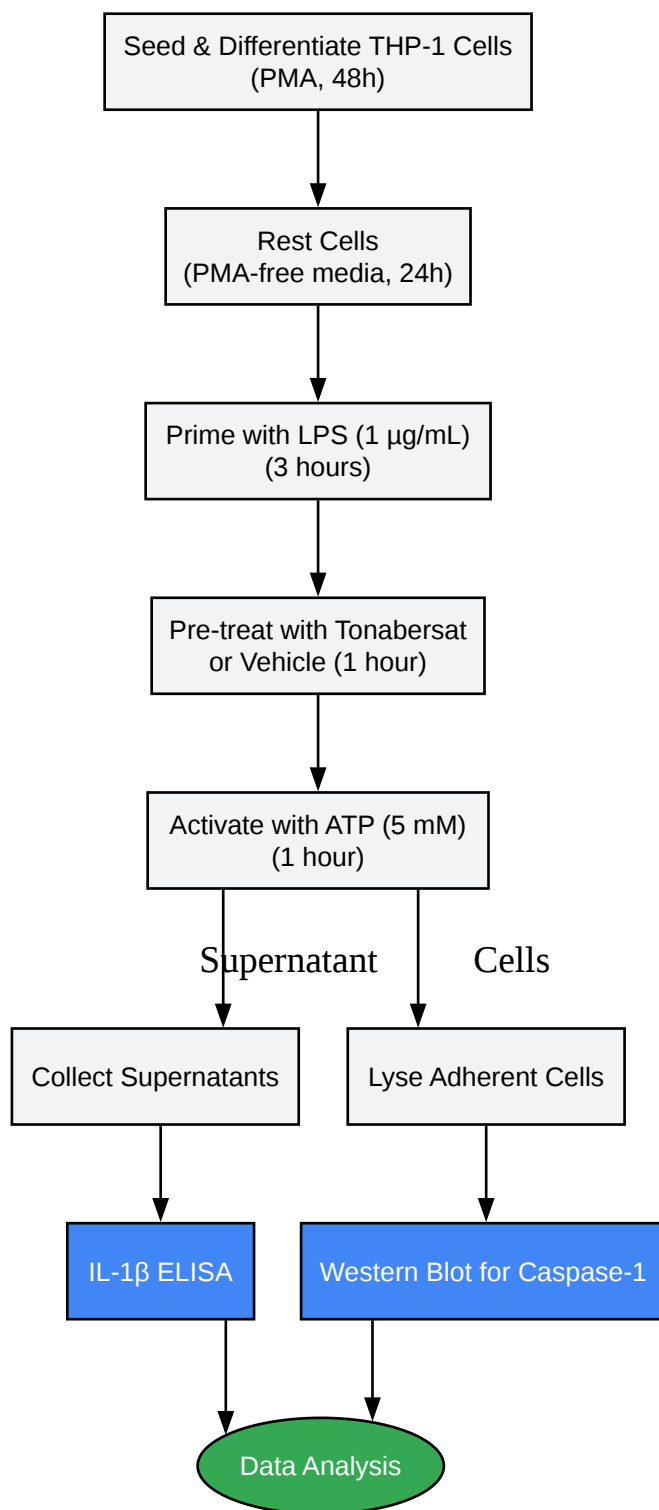 Seed & Differentiate THP-1 Cells
(PMA, 48h)
Rest Cells
(PMA-free media, 24h)
Prime with LPS (1 µg/mL)
(3 hours)
Pre-treat with Tonabersat
or Vehicle (1 hour)
Activate with ATP (5 mM)
(1 hour)
Supernatant
Cells
Collect Supernatants
Lyse Adherent Cells
IL-1β ELISA
Western Blot for Caspase-1
Data Analysis